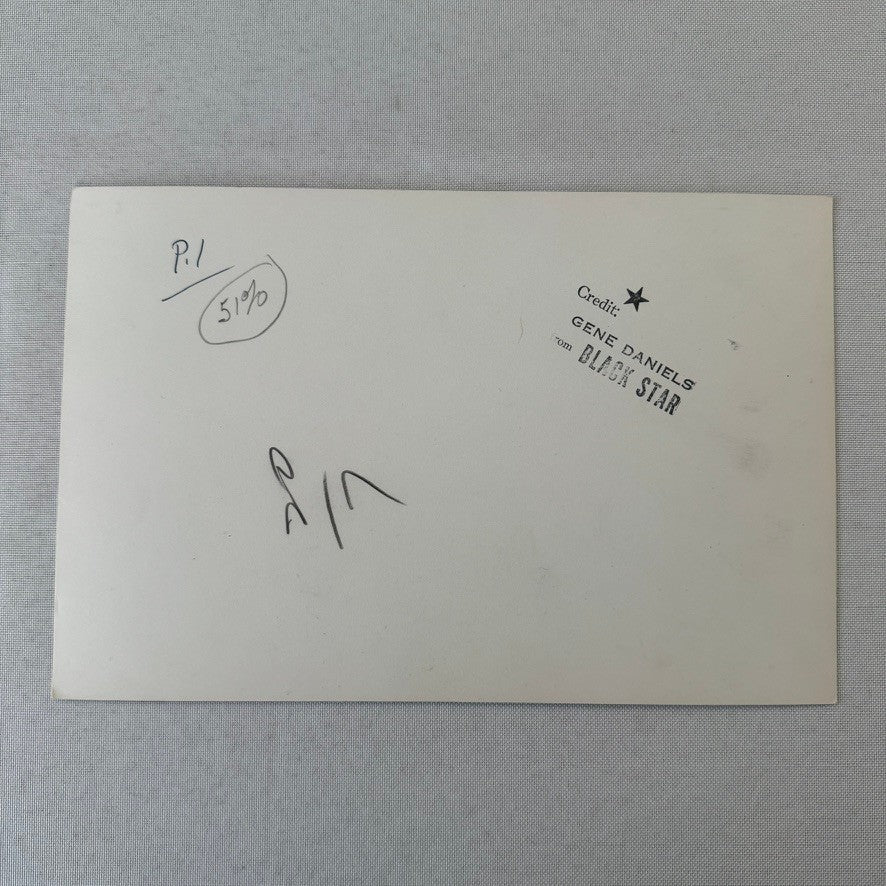 P.1
51%
Credit: ★
GENE DANIELS
from BLACK STAR